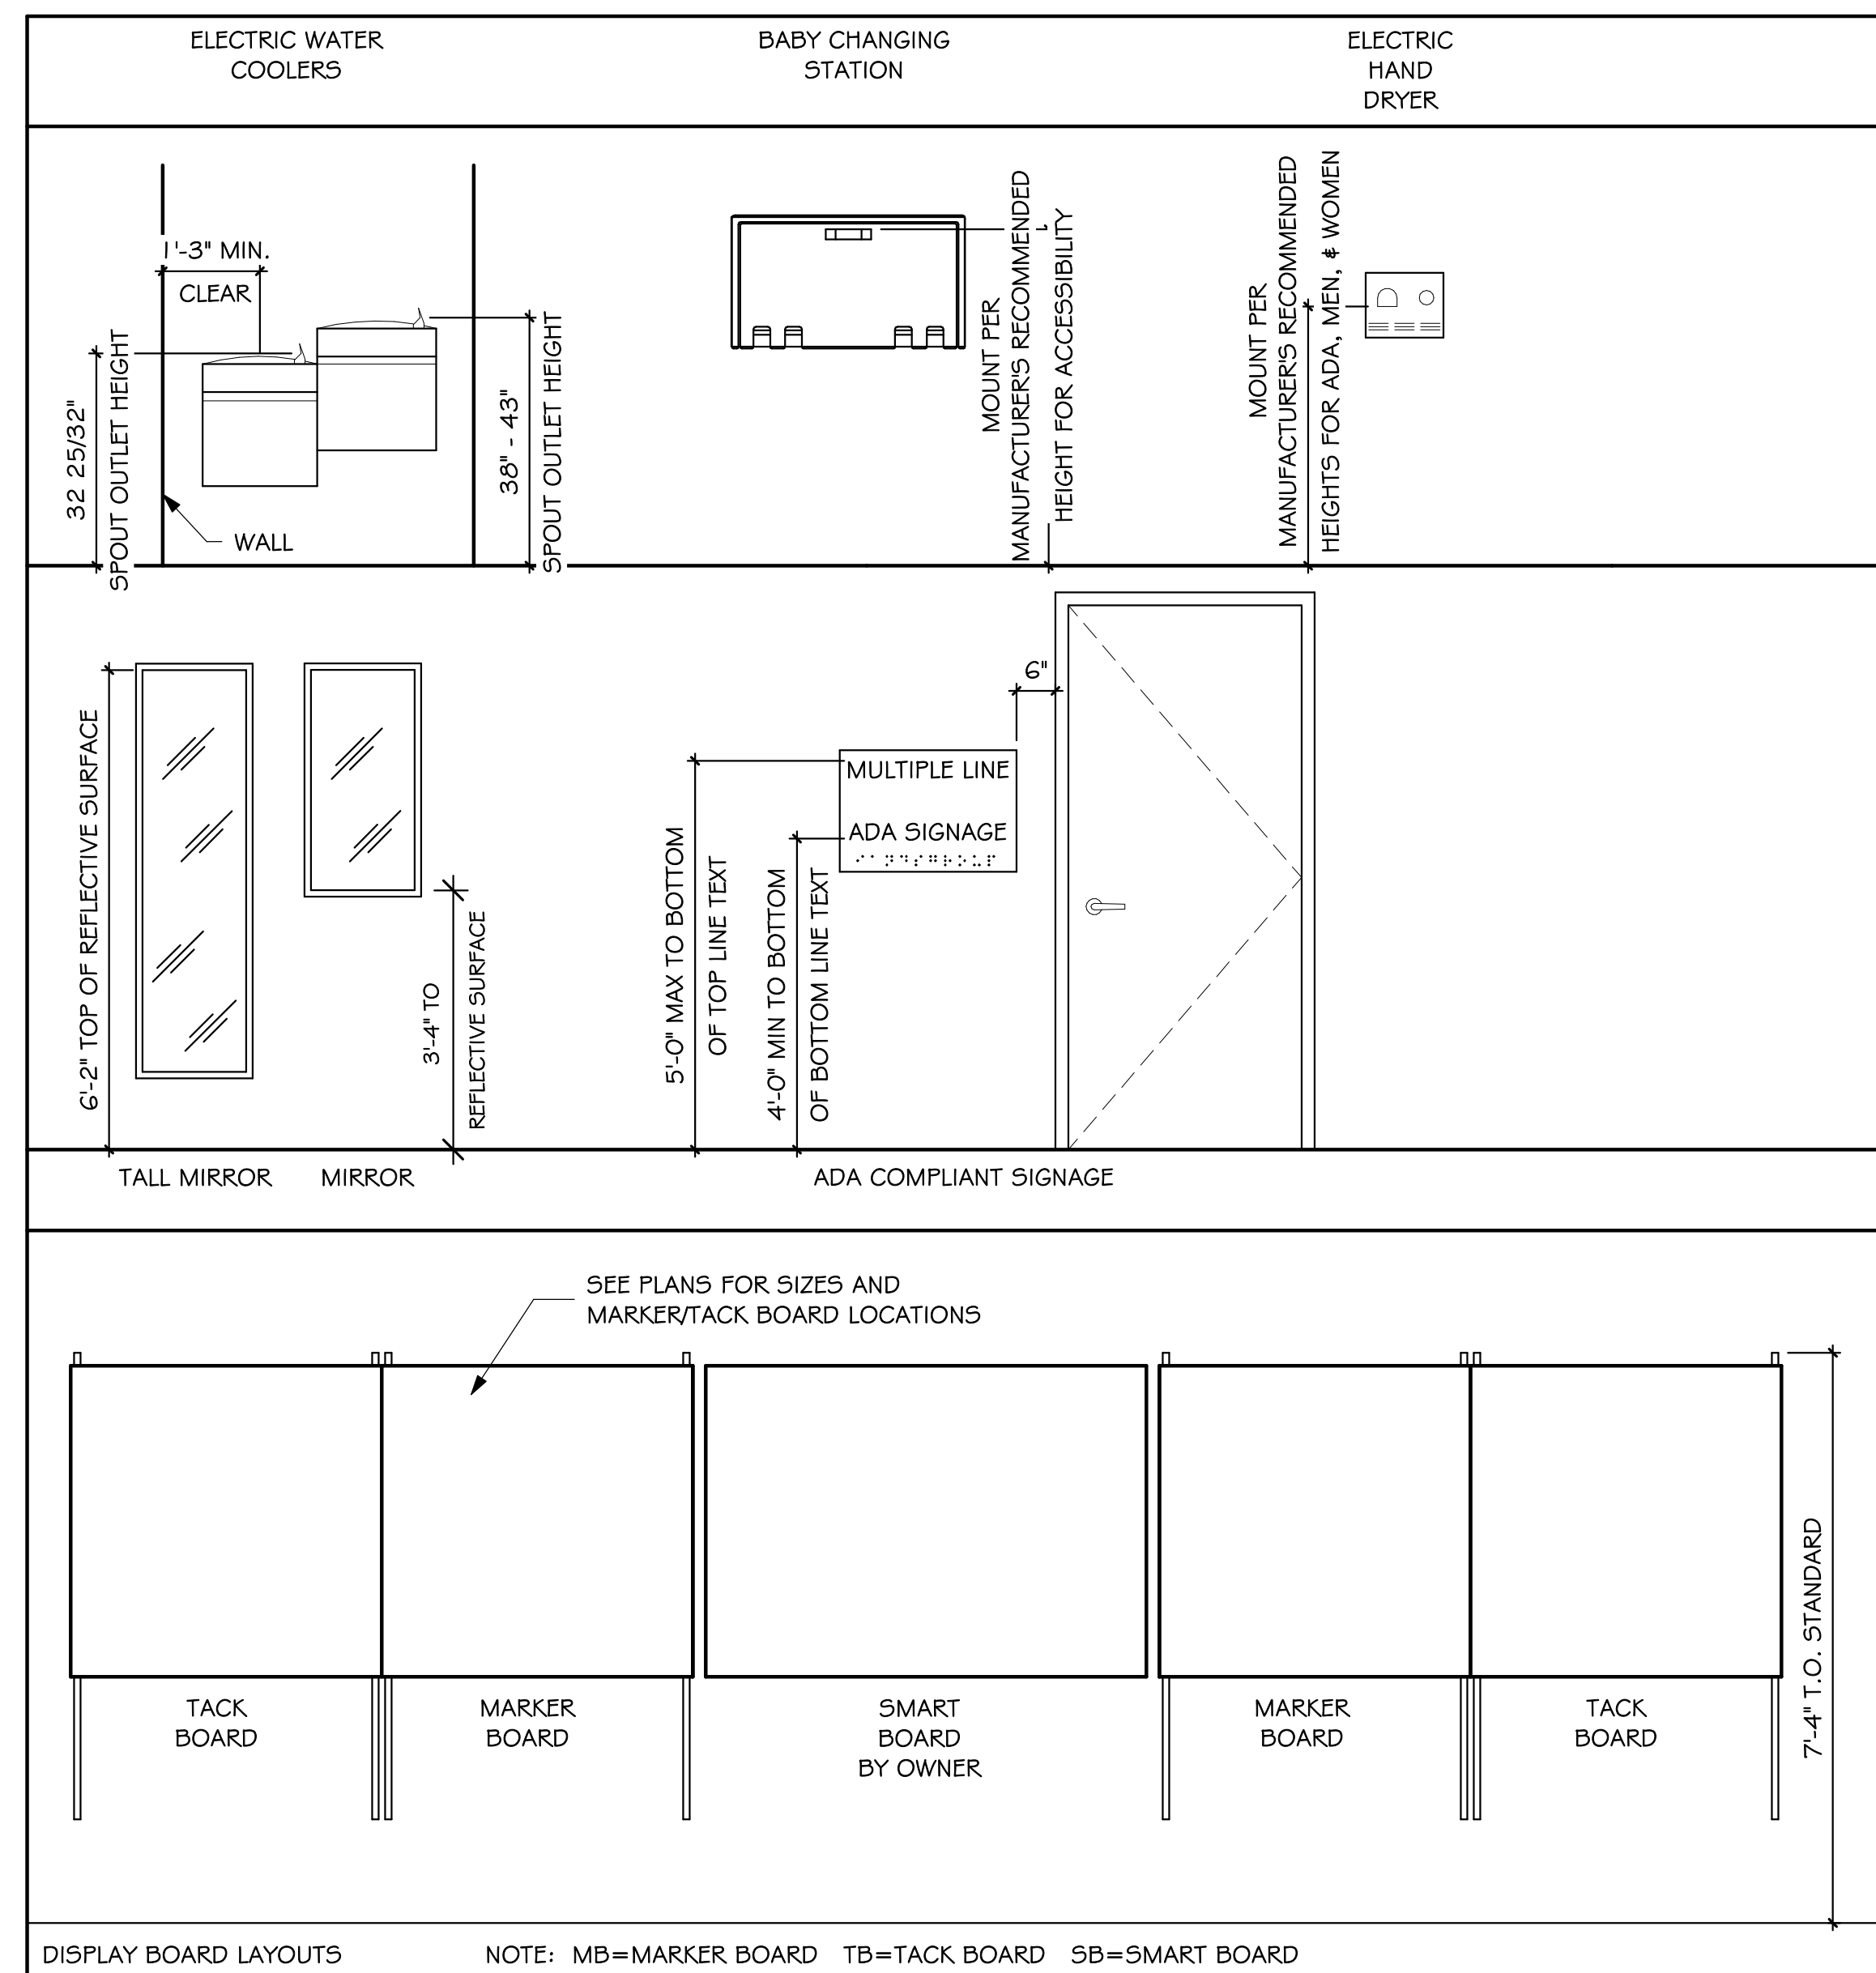 ELECTRIC WATER
COOLERS
BABY CHANGING
STATION
ELECTRIC
HAND
DRYER
1'-3" MIN.
CLEAR
32 25/32"
SPOUT OUTLET HEIGHT
WALL
38" - 43"
SPOUT OUTLET HEIGHT
MOUNT PER
MANUFACTURER'S RECOMMENDED
HEIGHT FOR ACCESSIBILITY
MOUNT PER
MANUFACTURER'S RECOMMENDED
HEIGHTS FOR ADA, MEN, & WOMEN
6'-2" TOP OF REFLECTIVE SURFACE
3'-4" TO
REFLECTIVE SURFACE
5'-0" MAX TO BOTTOM
OF TOP LINE TEXT
4'-0" MIN TO BOTTOM
OF BOTTOM LINE TEXT
6"
MULTIPLE LINE
ADA SIGNAGE
TALL MIRROR
MIRROR
ADA COMPLIANT SIGNAGE
SEE PLANS FOR SIZES AND
MARKER/TACK BOARD LOCATIONS
TACK
BOARD
MARKER
BOARD
SMART
BOARD
BY OWNER
MARKER
BOARD
TACK
BOARD
7'-4" T.O. STANDARD
DISPLAY BOARD LAYOUTS
NOTE: MB=MARKER BOARD TB=TACK BOARD SB=SMART BOARD